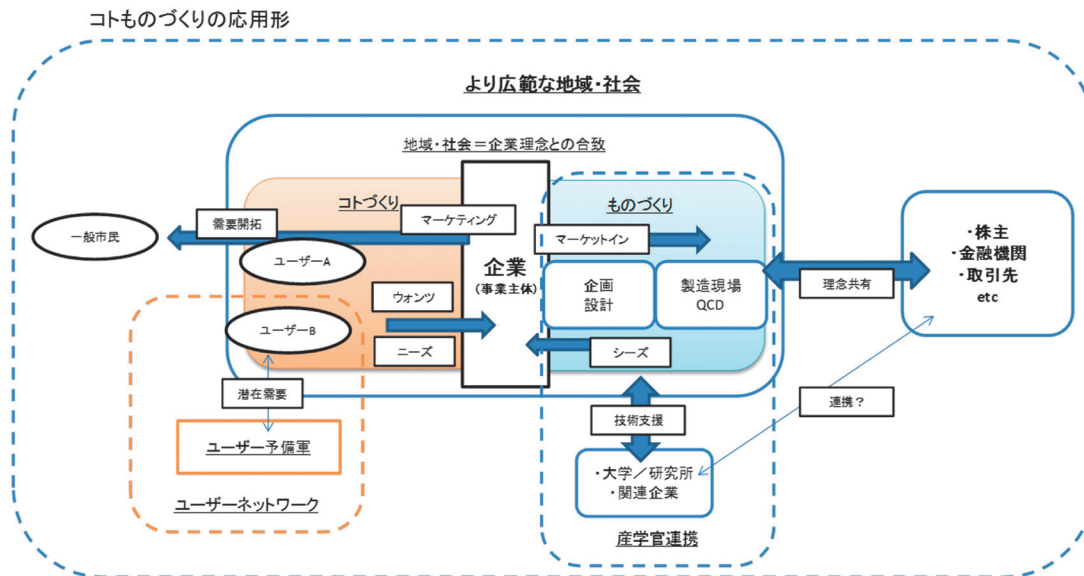 コトものづくりの応用形
より広範な地域・社会
地域・社会＝企業理念との合致
コトづくり
マーケティング
ものづくり
需要開拓
一般市民
マーケットイン
ユーザーA
企業
（事業主体）
企画
設計
製造現場
QCD
・株主
・金融機関
・取引先
etc
理念共有
ウォンツ
ユーザーB
ニーズ
シーズ
潜在需要
技術支援
連携？
ユーザー予備軍
・大学／研究所
・関連企業
ユーザーネットワーク
産学官連携